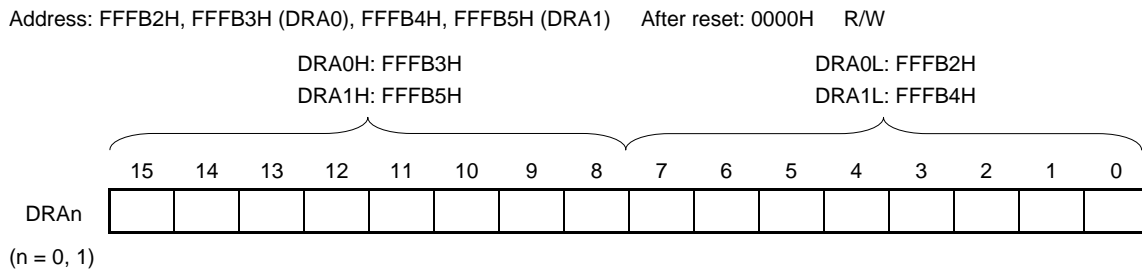 Address: FFFB2H, FFFB3H (DRA0), FFFB4H, FFFB5H (DRA1) After reset: 0000H R/W
DRA0H: FFFB3H DRA0L: FFFB2H
DRA1H: FFFB5H DRA1L: FFFB4H
15 14 13 12 11 10 9 8 7 6 5 4 3 2 1 0
DRAn
(n = 0, 1)